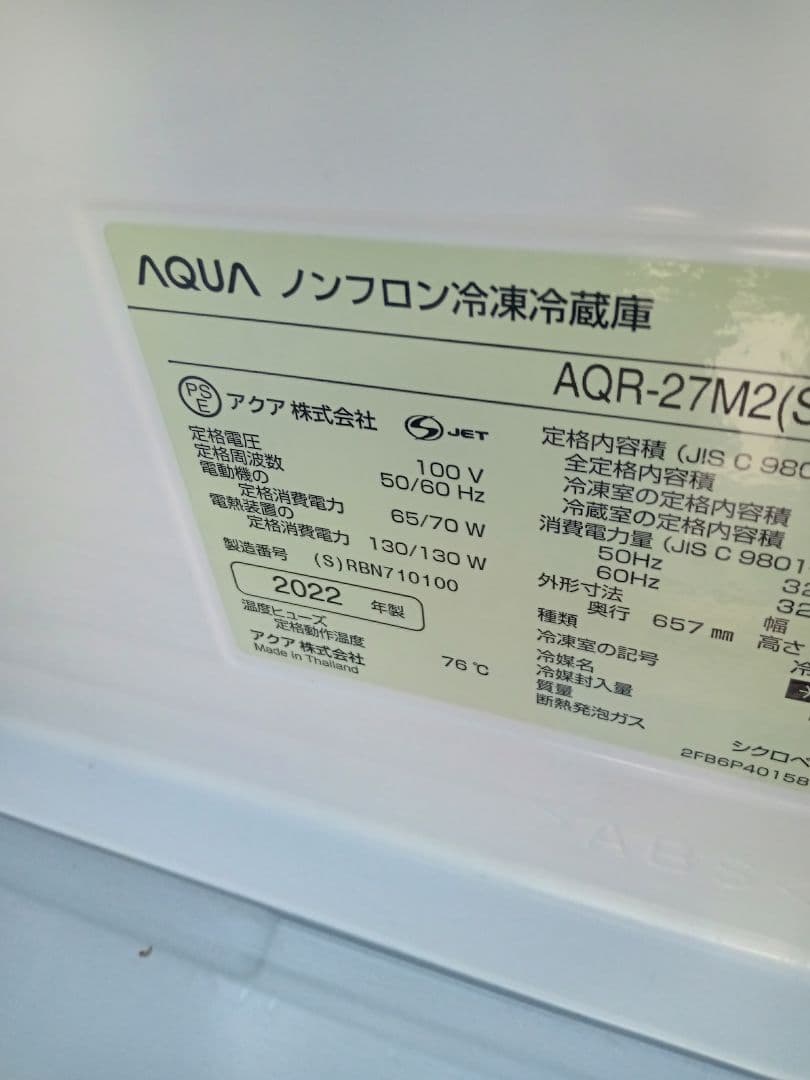 AQUA ノンフロン冷凍冷蔵庫
AQR-27M2(S
PSE アクア 株式会社 S JET
定格電圧 100 V
定格周波数 50/60 Hz
電動機の
定格消費電力 65/70 W
電熱装置の
定格消費電力 130/130 W
製造番号 (S)RBN710100
2022 年製
温度ヒューズ
定格動作温度 76 ℃
アクア 株式会社
Made in Thailand
定格内容積 (JIS C 980
全定格内容積
冷凍室の定格内容積
冷蔵室の定格内容積
消費電力量 (JIS C 9801
50Hz 32
60Hz 32
外形寸法 幅
奥行 657 mm 高さ
種類 冷
冷凍室の記号
冷媒名
冷媒封入量
質量
断熱発泡ガス
シクロペ
2FB6P40158
ABS